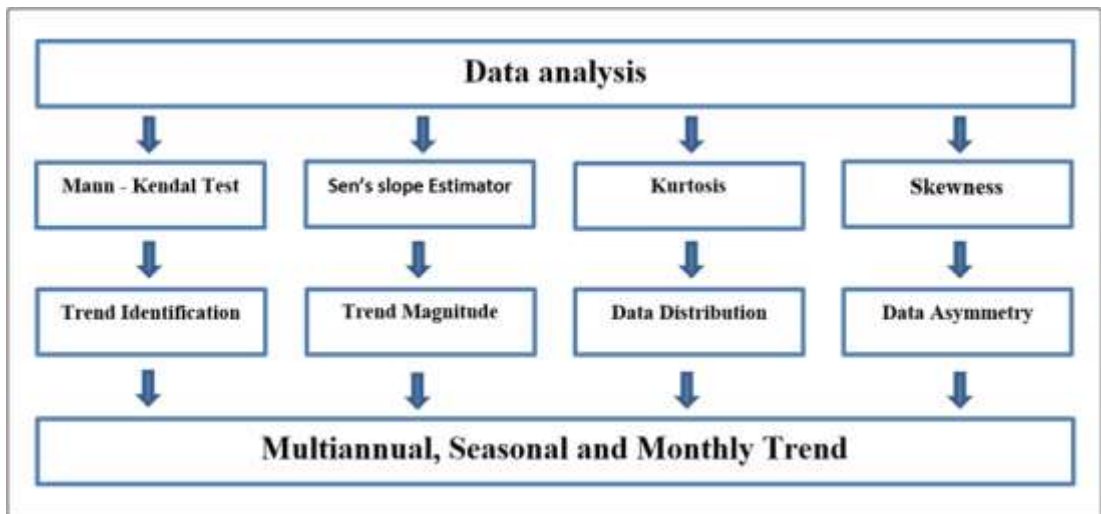 Data analysis
Mann - Kendal Test
Sen's slope Estimator
Kurtosis
Skewness
Trend Identification
Trend Magnitude
Data Distribution
Data Asymmetry
Multiannual, Seasonal and Monthly Trend